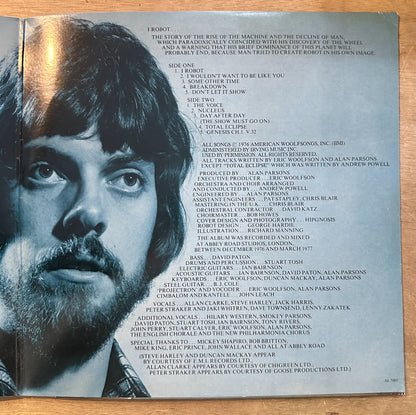 I ROBOT...
THE STORY OF THE RISE OF THE MACHINE AND THE DECLINE OF MAN,
WHICH PARADOXICALLY COINCIDED WITH HIS DISCOVERY OF THE WHEEL...
AND A WARNING THAT HIS BRIEF DOMINANCE OF THIS PLANET WILL
PROBABLY END, BECAUSE MAN TRIED TO CREATE ROBOT IN HIS OWN IMAGE.
SIDE ONE
1. I ROBOT
2. I WOULDN'T WANT TO BE LIKE YOU
3. SOME OTHER TIME
4. BREAKDOWN
5. DON'T LET IT SHOW
SIDE TWO
1. THE VOICE
2. NUCLEUS
3. DAY AFTER DAY
(THE SHOW MUST GO ON)
4. TOTAL ECLIPSE
5. GENESIS CH.1. V.32
ALL SONGS © 1976 AMERICAN WOOLFSONGS, INC. (BMI)
ADMINISTERED BY IRVING MUSIC INC.
USED BY PERMISSION. ALL RIGHTS RESERVED.
ALL TRACKS WRITTEN BY ERIC WOOLFSON AND ALAN PARSONS.
EXCEPT "TOTAL ECLIPSE" WHICH WAS WRITTEN BY ANDREW POWELL
PRODUCED BY ... ALAN PARSONS
EXECUTIVE PRODUCER ... ERIC WOOLFSON
ORCHESTRA AND CHOIR ARRANGED
AND CONDUCTED BY ... ANDREW POWELL
ENGINEERED BY ... ALAN PARSONS
ASSISTANT ENGINEERS ... PAT STAPLEY, CHRIS BLAIR
MASTERING IN THE U.K. ... CHRIS BLAIR
ORCHESTRAL CONTRACTOR ... DAVID KATZ
CHOIRMASTER ... BOB HOWES
COVER DESIGN AND PHOTOGRAPHY ... HIPGNOSIS
ROBOT DESIGN ... GEORGE HARDIE
ILLUSTRATION ... RICHARD MANNING
THE ALBUM WAS RECORDED AND MIXED
AT ABBEY ROAD STUDIOS, LONDON,
BETWEEN DECEMBER 1976 AND MARCH 1977
BASS ... DAVID PATON
DRUMS AND PERCUSSION ... STUART TOSH
ELECTRIC GUITARS ... IAN BAIRNSON
ACOUSTIC GUITARS ... IAN BAIRNSON, DAVID PATON, ALAN PARSONS
KEYBOARDS ... ERIC WOOLFSON, DUNCAN MACKAY, ALAN PARSONS
STEEL GUITAR ... B.J. COLE
'PROJECTRON' AND VOCODER ... ERIC WOOLFSON, ALAN PARSONS
CIMBALOM AND KANTELE ... JOHN LEACH
VOCALS ... ALLAN CLARKE, STEVE HARLEY, JACK HARRIS,
PETER STRAKER AND JAKI WHITREN, DAVE TOWNSEND, LENNY ZAKATEK
ADDITIONAL VOCALS ... HILARY WESTERN, SMOKEY PARSONS,
DAVID PATON, STUART TOSH, IAN BAIRNSON, TONY RIVERS,
JOHN PERRY, STUART CALVER, ERIC WOOLFSON, ALAN PARSONS,
THE ENGLISH CHORALE AND THE NEW PHILHARMONIA CHORUS
SPECIAL THANKS TO ... MICKEY SHAPIRO, BOB BRITTON,
MIKE KING, ERIC PRINCE, JOHN WALLACE AND ALL AT ABBEY ROAD
(STEVE HARLEY AND DUNCAN MACKAY APPEAR
BY COURTESY OF E.M.I. RECORDS LTD.
ALLAN CLARKE APPEARS BY COURTESY OF CHIGREEN LTD.,
PETER STRAKER APPEARS BY COURTESY OF GOOSE PRODUCTIONS LTD.)
AL 7002